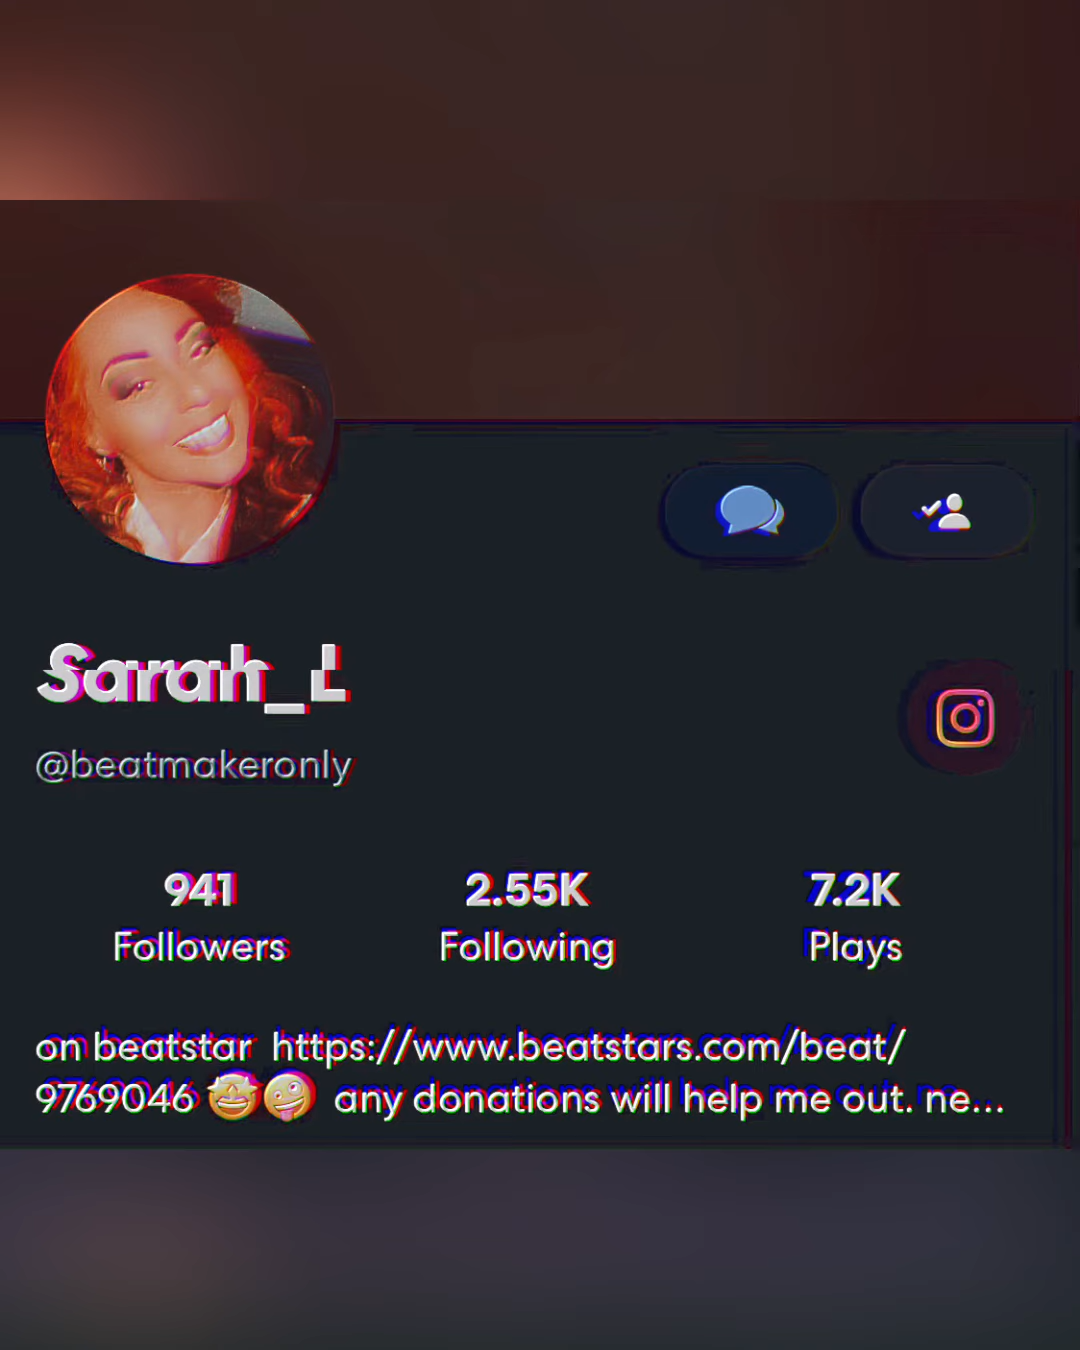 Sarah_L
@beatmakeronly
941 2.55K 7.2K
Followers Following Plays
on beatstar https://www.beatstars.com/beat/
9769046 🤩🤪 any donations will help me out. ne...